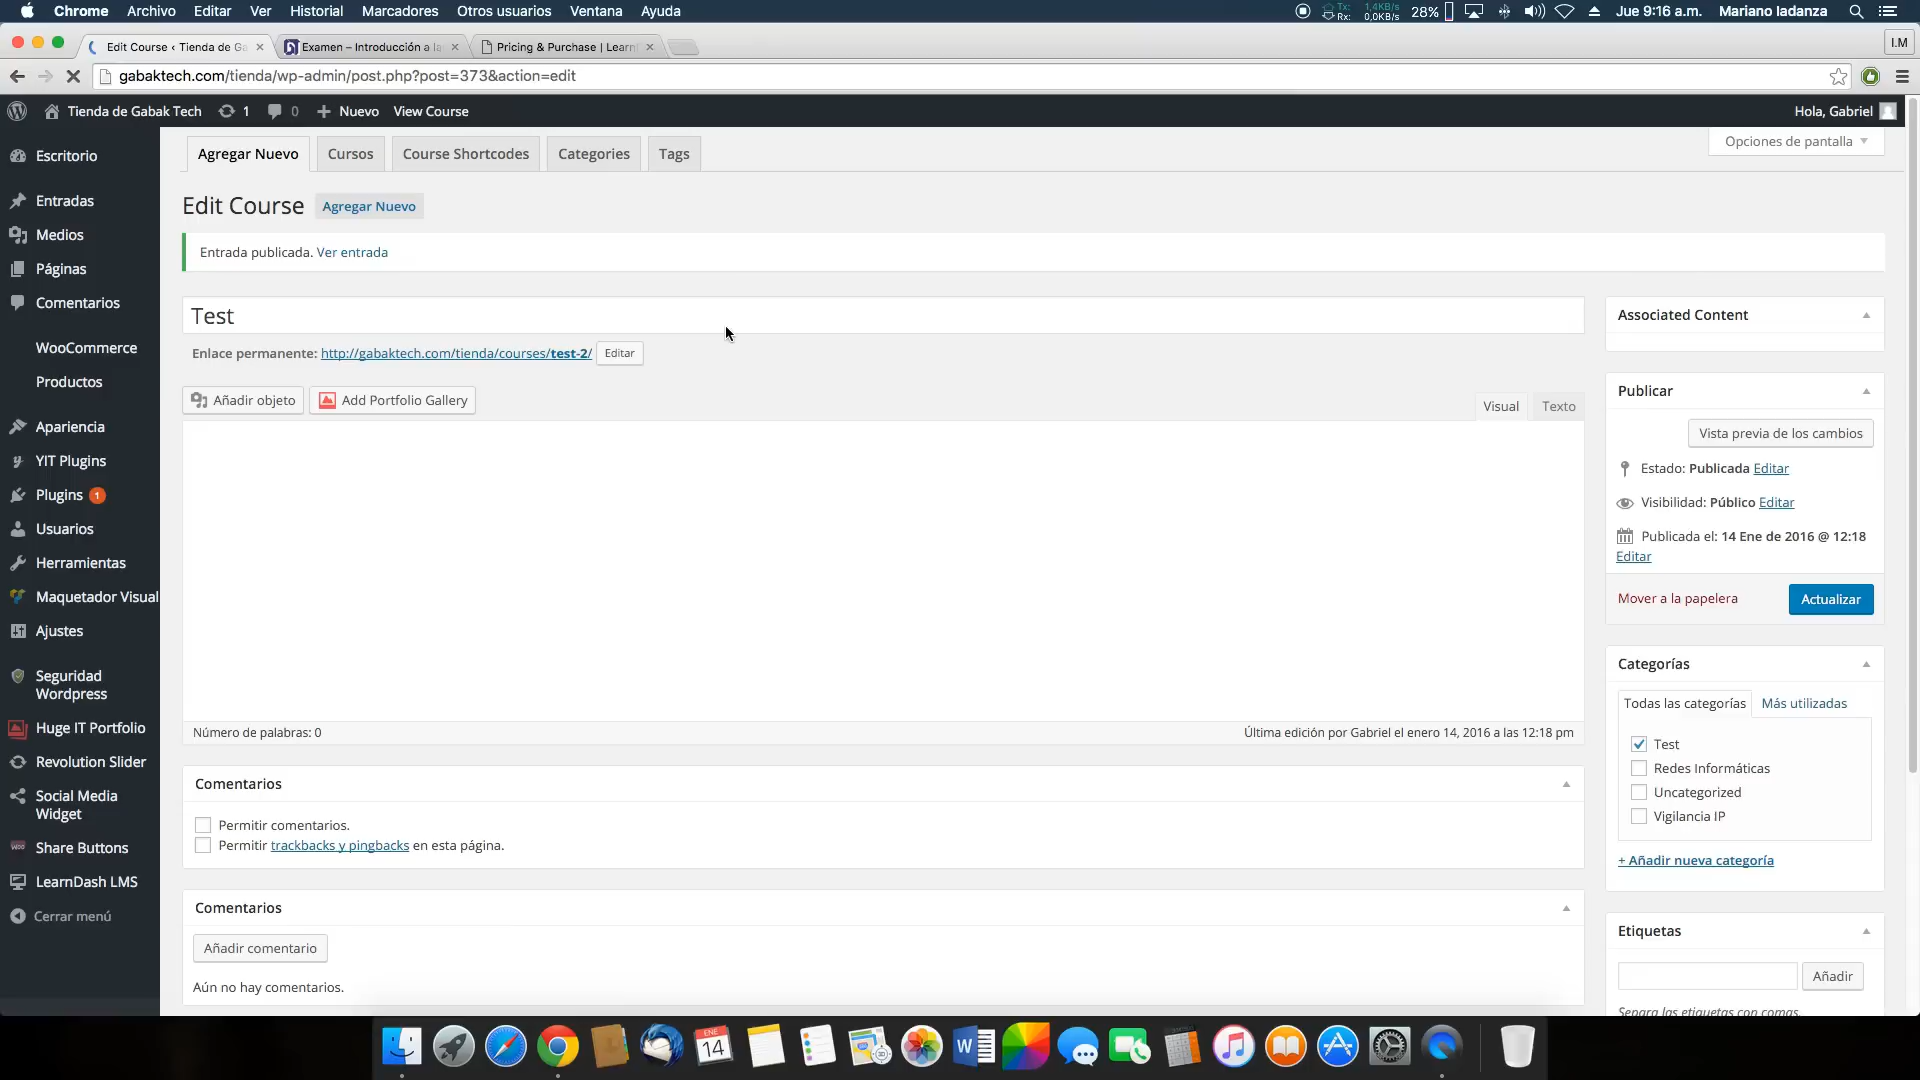 Chrome Archivo Editar Ver Historial Marcadores Otros usuarios Ventana Ayuda Tx: 1,4KB/s Rx: 0,0KB/s 28% Jue 9:16 a.m. Mariano Iadanza
Edit Course ‹ Tienda de Ga Examen – Introducción a la Pricing & Purchase | Learn I.M
gabaktech.com/tienda/wp-admin/post.php?post=373&action=edit
Tienda de Gabak Tech 1 0 Nuevo View Course Hola, Gabriel
Agregar Nuevo Cursos Course Shortcodes Categories Tags Opciones de pantalla
Edit Course Agregar Nuevo
Entrada publicada. Ver entrada
Test
Enlace permanente: http://gabaktech.com/tienda/courses/test-2/ Editar
Añadir objeto Add Portfolio Gallery Visual Texto
Número de palabras: 0 Última edición por Gabriel el enero 14, 2016 a las 12:18 pm
Comentarios
Permitir comentarios.
Permitir trackbacks y pingbacks en esta página.
Comentarios
Añadir comentario
Aún no hay comentarios.
Escritorio
Entradas
Medios
Páginas
Comentarios
WooCommerce
Productos
Apariencia
YIT Plugins
Plugins 1
Usuarios
Herramientas
Maquetador Visual
Ajustes
Seguridad
Wordpress
Huge IT Portfolio
Revolution Slider
Social Media
Widget
Share Buttons
LearnDash LMS
Cerrar menú
Associated Content
Publicar
Vista previa de los cambios
Estado: Publicada Editar
Visibilidad: Público Editar
Publicada el: 14 Ene de 2016 @ 12:18
Editar
Mover a la papelera Actualizar
Categorías
Todas las categorías Más utilizadas
Test
Redes Informáticas
Uncategorized
Vigilancia IP
+ Añadir nueva categoría
Etiquetas
Añadir
Separa las etiquetas con comas.
ENE
14
W